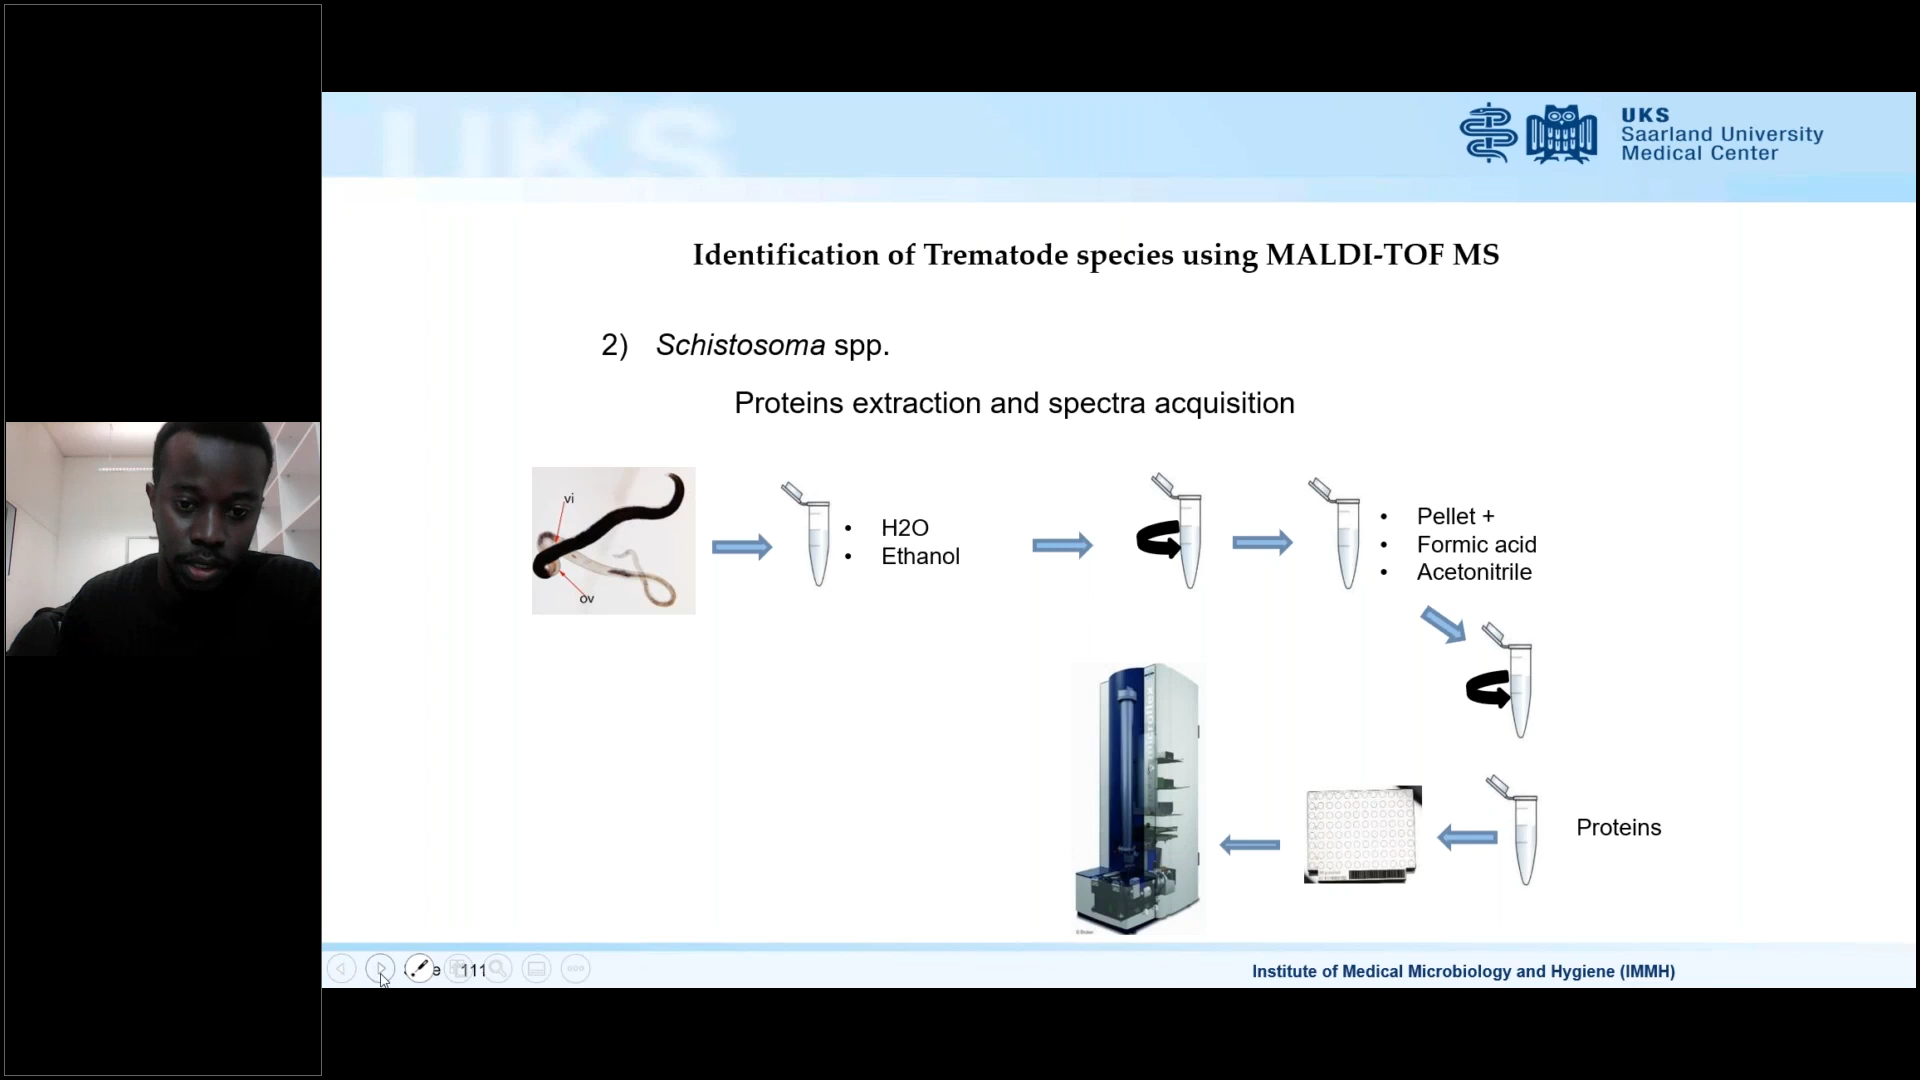 UKS
UKS
Saarland University
Medical Center
Identification of Trematode species using MALDI-TOF MS
2) Schistosoma spp.
Proteins extraction and spectra acquisition
vi
ov
• H2O
• Ethanol
• Pellet +
• Formic acid
• Acetonitrile
Proteins
111
Institute of Medical Microbiology and Hygiene (IMMH)